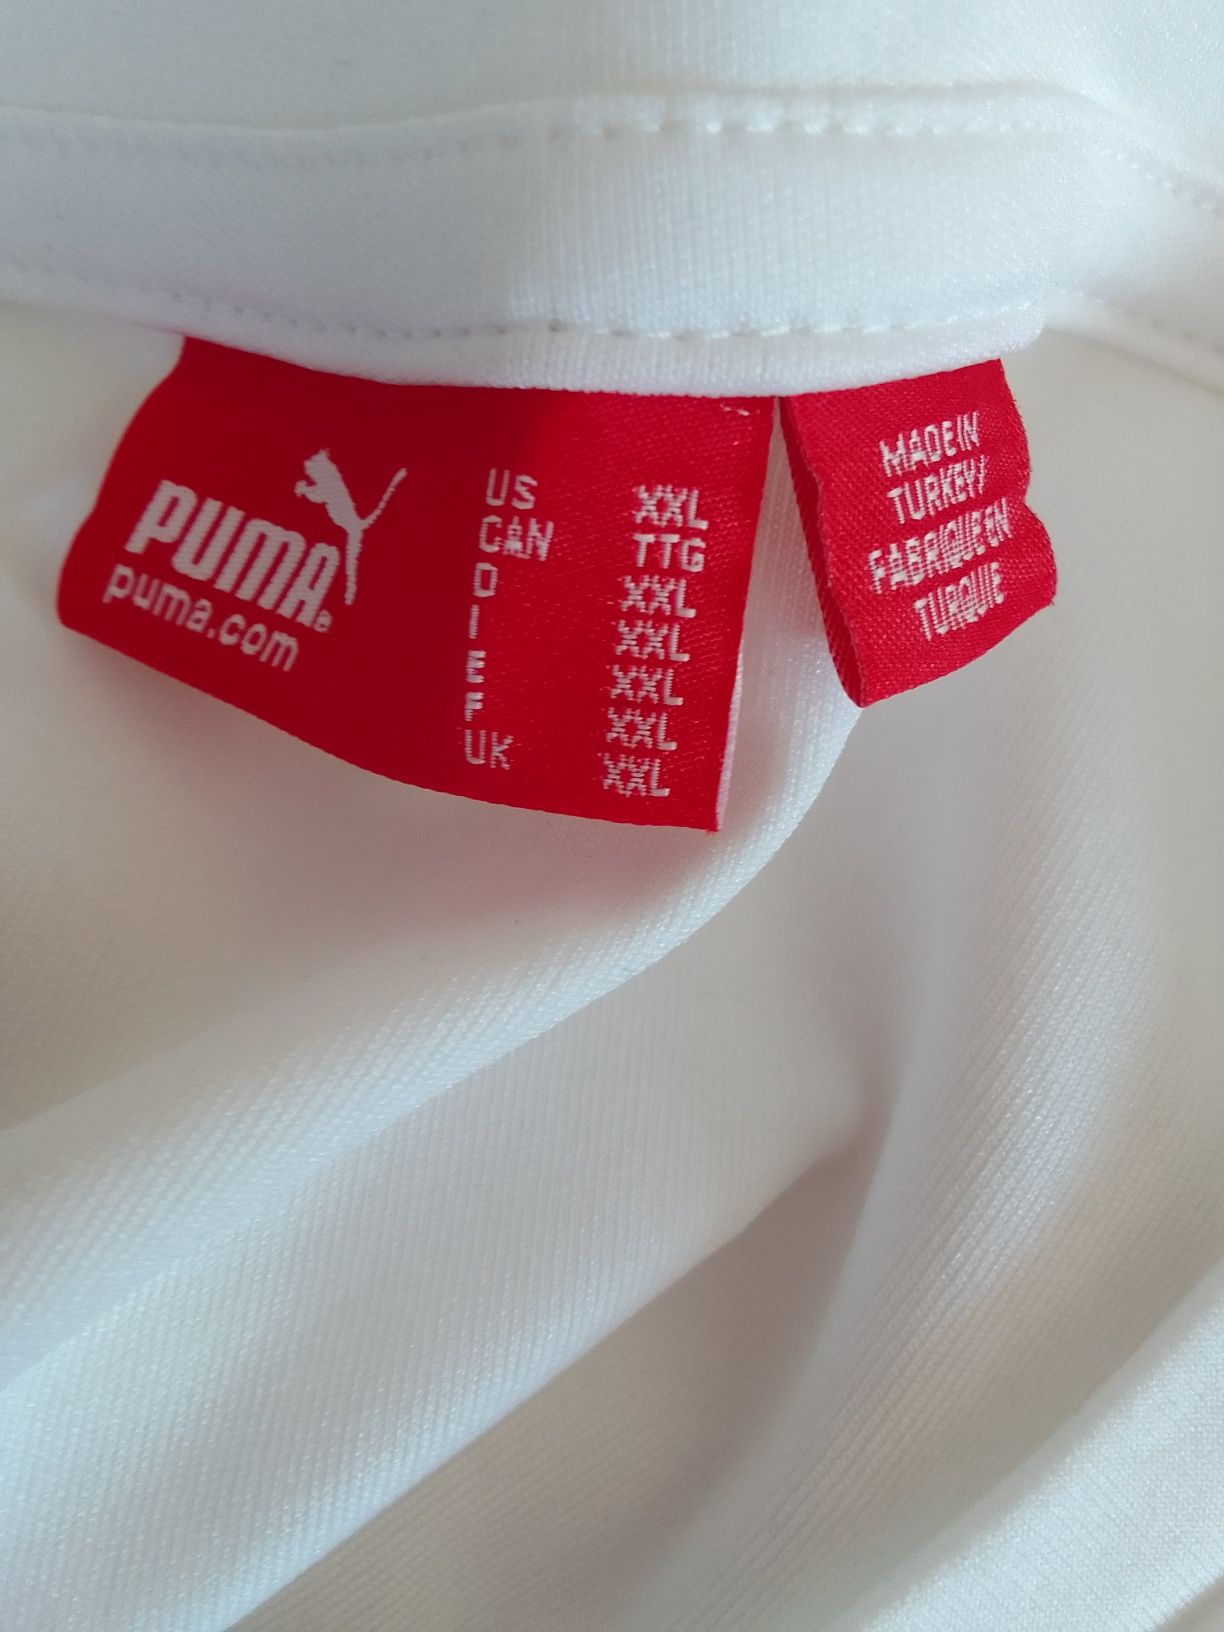 PUMA®
puma.com
US XXL
CAN TTG
D XXL
I XXL
E XXL
F XXL
UK XXL
MADE IN
TURKEY/
FABRIQUE EN
TURQUIE